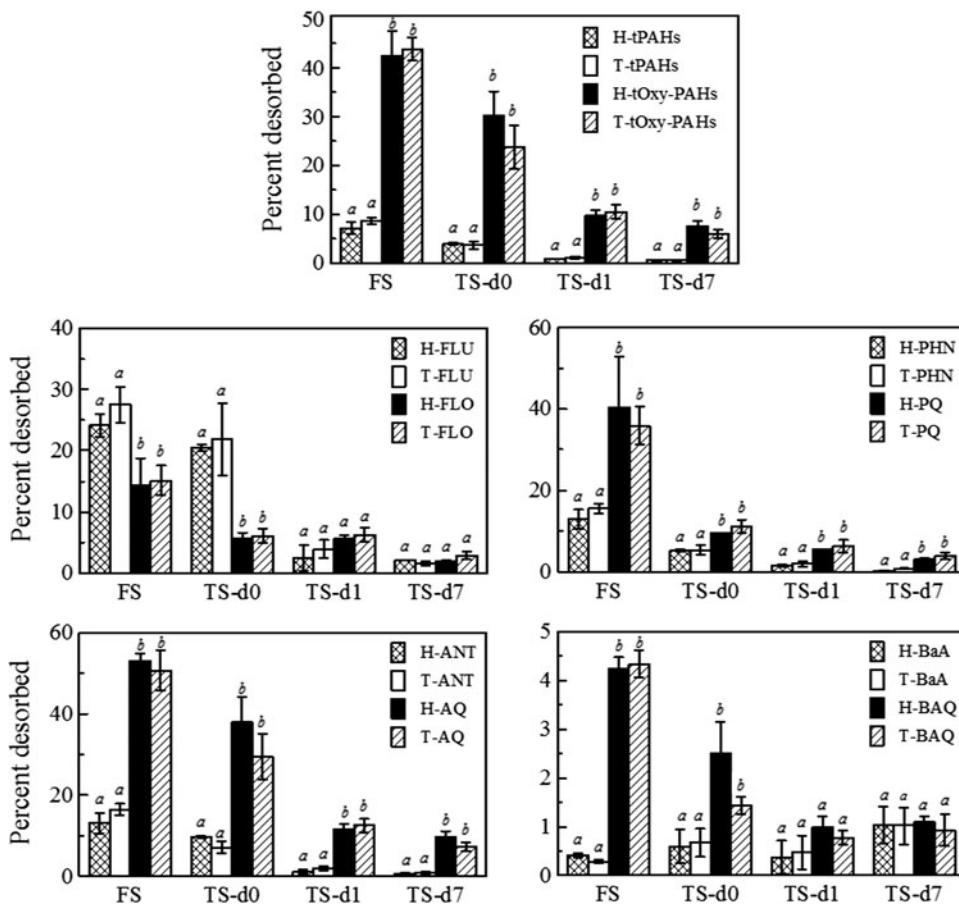 Percent desorbed
50
40
30
20
10
0
a a b b
a a b b
a a b b
a a b b
H-tPAHs
T-tPAHs
H-tOxy-PAHs
T-tOxy-PAHs
FS TS-d0 TS-d1 TS-d7
Percent desorbed
40
30
20
10
0
a a b b
a a b b
a a a a
a a a a
H-FLU
T-FLU
H-FLO
T-FLO
FS TS-d0 TS-d1 TS-d7
Percent desorbed
60
40
20
0
a a b b
a a b b
a a b b
a a b b
H-PHN
T-PHN
H-PQ
T-PQ
FS TS-d0 TS-d1 TS-d7
Percent desorbed
60
40
20
0
a a b b
a a b b
a a b b
a a b b
H-ANT
T-ANT
H-AQ
T-AQ
FS TS-d0 TS-d1 TS-d7
Percent desorbed
5
4
3
2
1
0
a a b b
a a b b
a a a a
a a a a
H-BaA
T-BaA
H-BAQ
T-BAQ
FS TS-d0 TS-d1 TS-d7